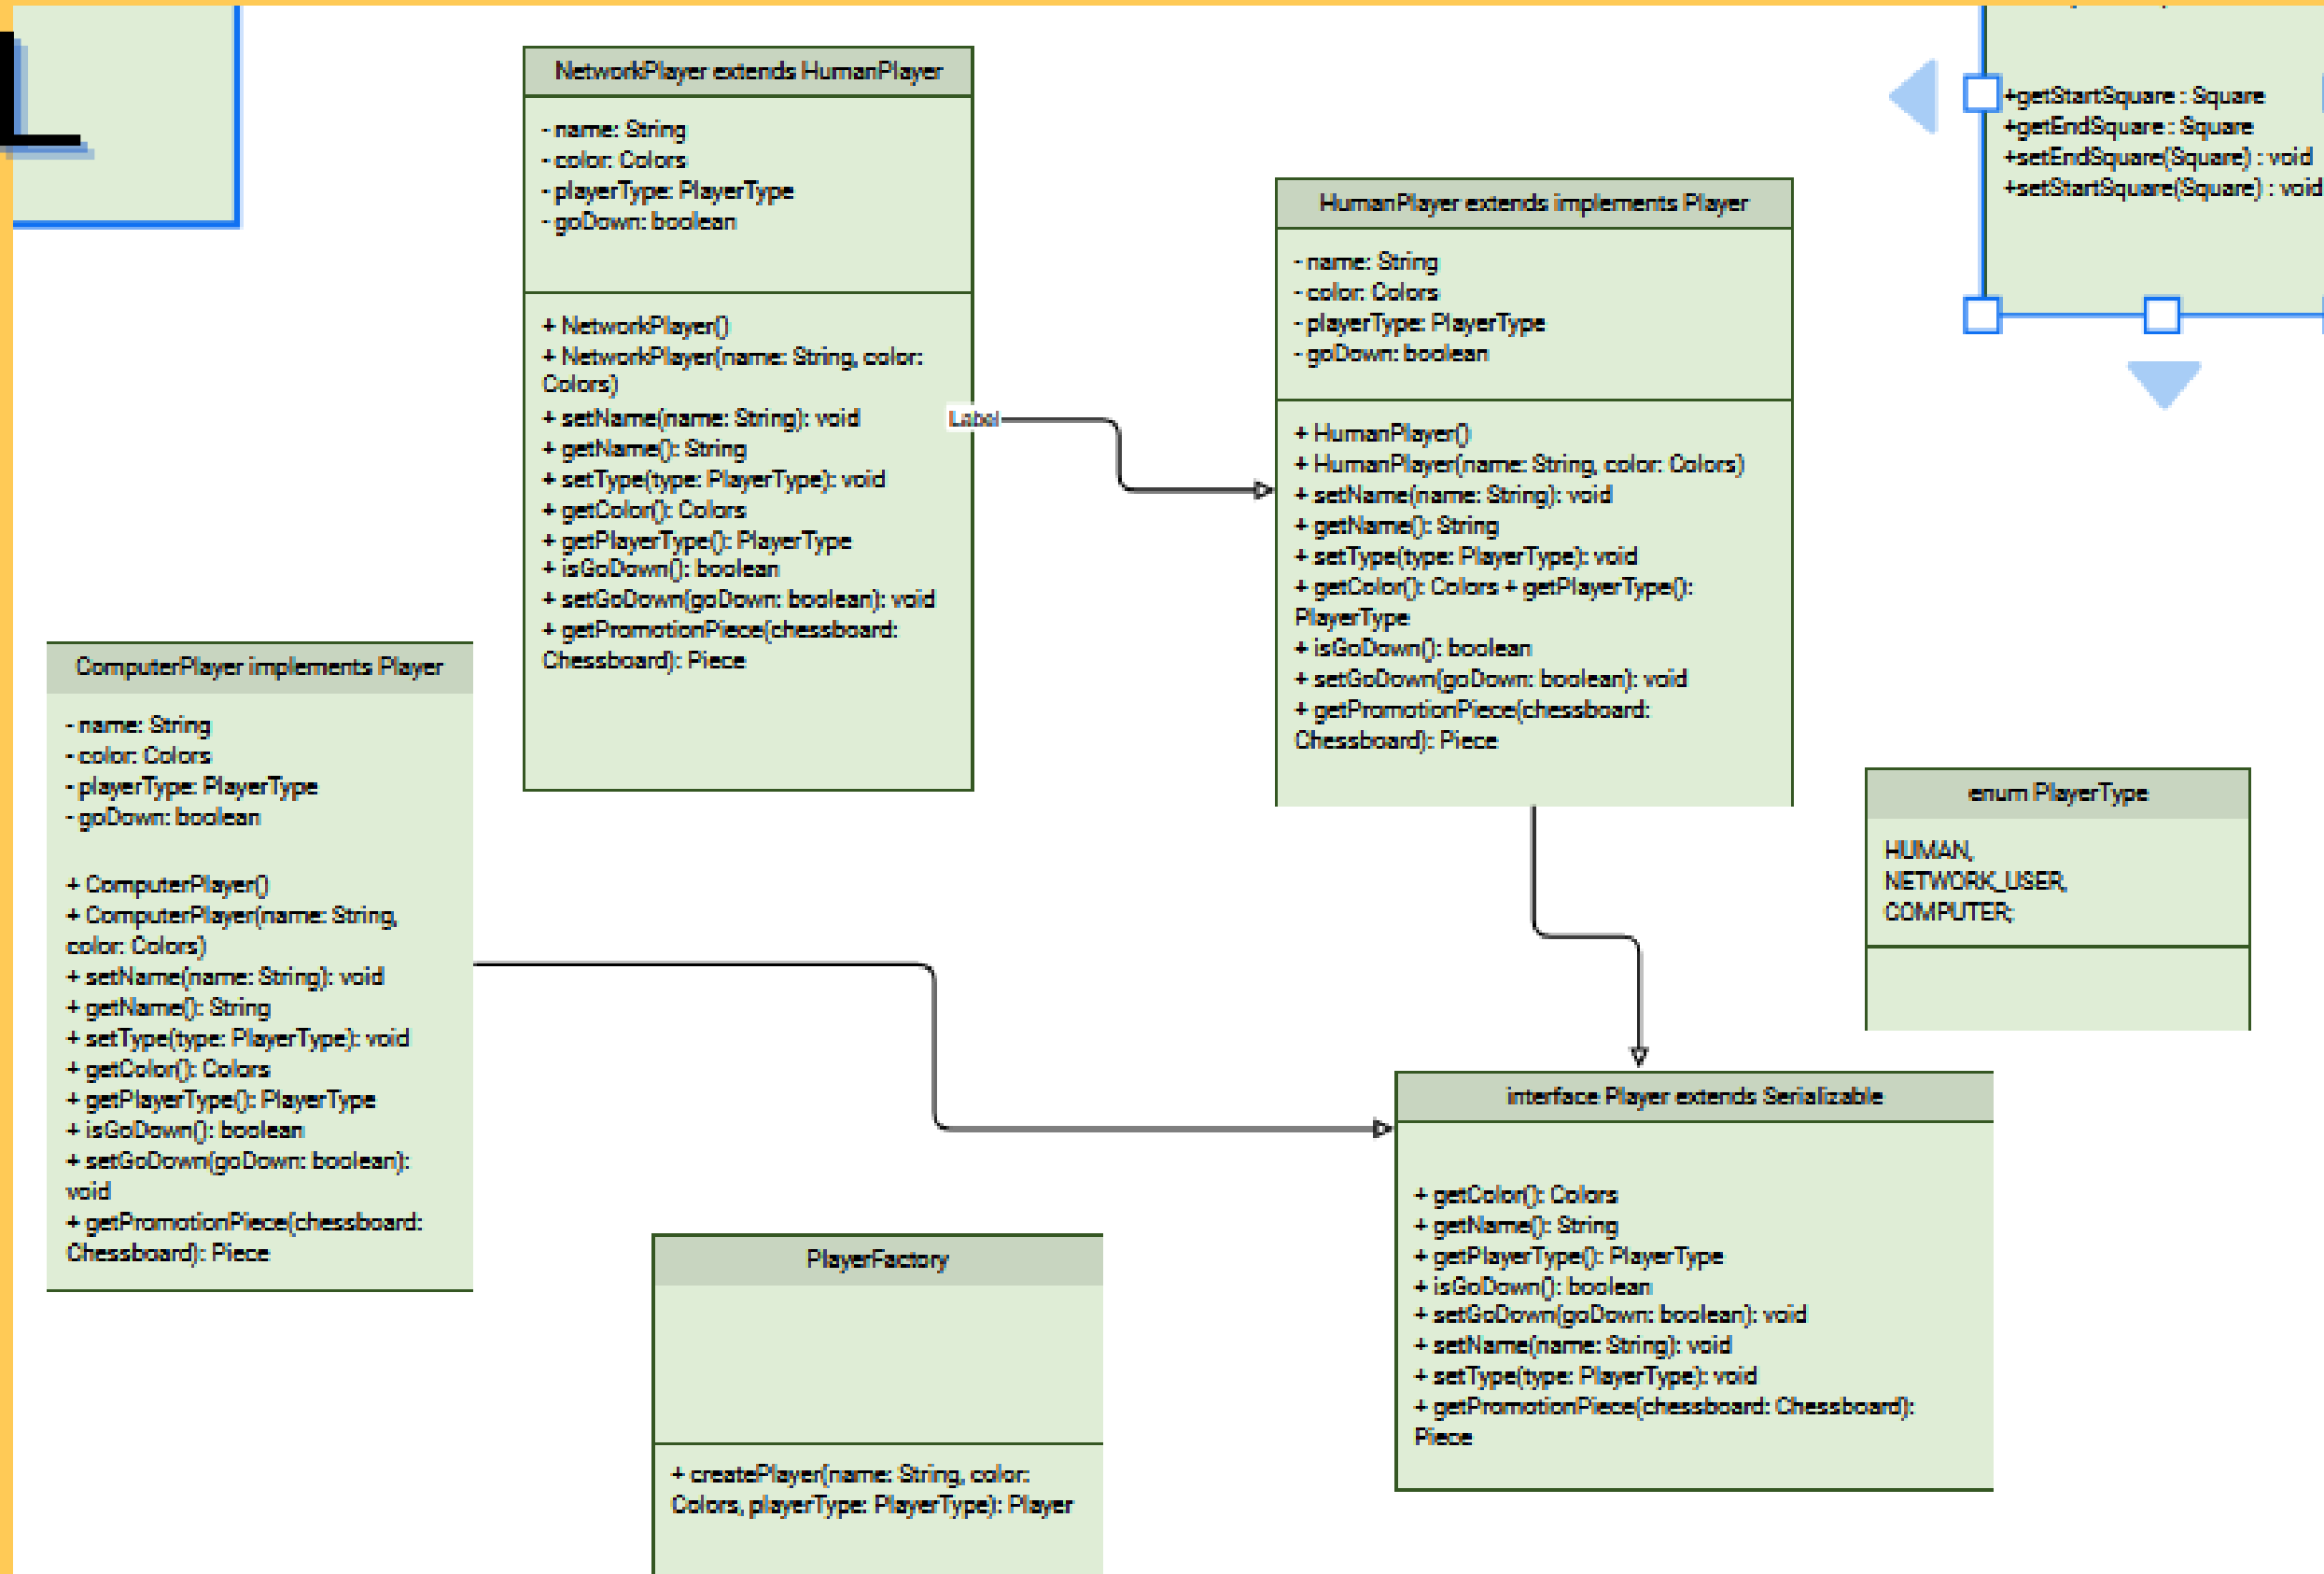 NetworkPlayer extends HumanPlayer
- name: String
- color: Colors
- playerType: PlayerType
- goDown: boolean
+ NetworkPlayer()
+ NetworkPlayer(name: String, color:
Colors)
+ setName(name: String): void
+ getName(): String
+ setType(type: PlayerType): void
+ getColor(): Colors
+ getPlayerType(): PlayerType
+ isGoDown(): boolean
+ setGoDown(goDown: boolean): void
+ getPromotionPiece(chessboard:
Chessboard): Piece
Label
HumanPlayer extends implements Player
- name: String
- color: Colors
- playerType: PlayerType
- goDown: boolean
+ HumanPlayer()
+ HumanPlayer(name: String, color: Colors)
+ setName(name: String): void
+ getName(): String
+ setType(type: PlayerType): void
+ getColor(): Colors + getPlayerType():
PlayerType
+ isGoDown(): boolean
+ setGoDown(goDown: boolean): void
+ getPromotionPiece(chessboard:
Chessboard): Piece
+getStartSquare : Square
+getEndSquare : Square
+setEndSquare(Square) : void
+setStartSquare(Square) : void
ComputerPlayer implements Player
- name: String
- color: Colors
- playerType: PlayerType
- goDown: boolean
+ ComputerPlayer()
+ ComputerPlayer(name: String,
color: Colors)
+ setName(name: String): void
+ getName(): String
+ setType(type: PlayerType): void
+ getColor(): Colors
+ getPlayerType(): PlayerType
+ isGoDown(): boolean
+ setGoDown(goDown: boolean):
void
+ getPromotionPiece(chessboard:
Chessboard): Piece
enum PlayerType
HUMAN,
NETWORK_USER,
COMPUTER;
interface Player extends Serializable
+ getColor(): Colors
+ getName(): String
+ getPlayerType(): PlayerType
+ isGoDown(): boolean
+ setGoDown(goDown: boolean): void
+ setName(name: String): void
+ setType(type: PlayerType): void
+ getPromotionPiece(chessboard: Chessboard):
Piece
PlayerFactory
+ createPlayer(name: String, color:
Colors, playerType: PlayerType): Player